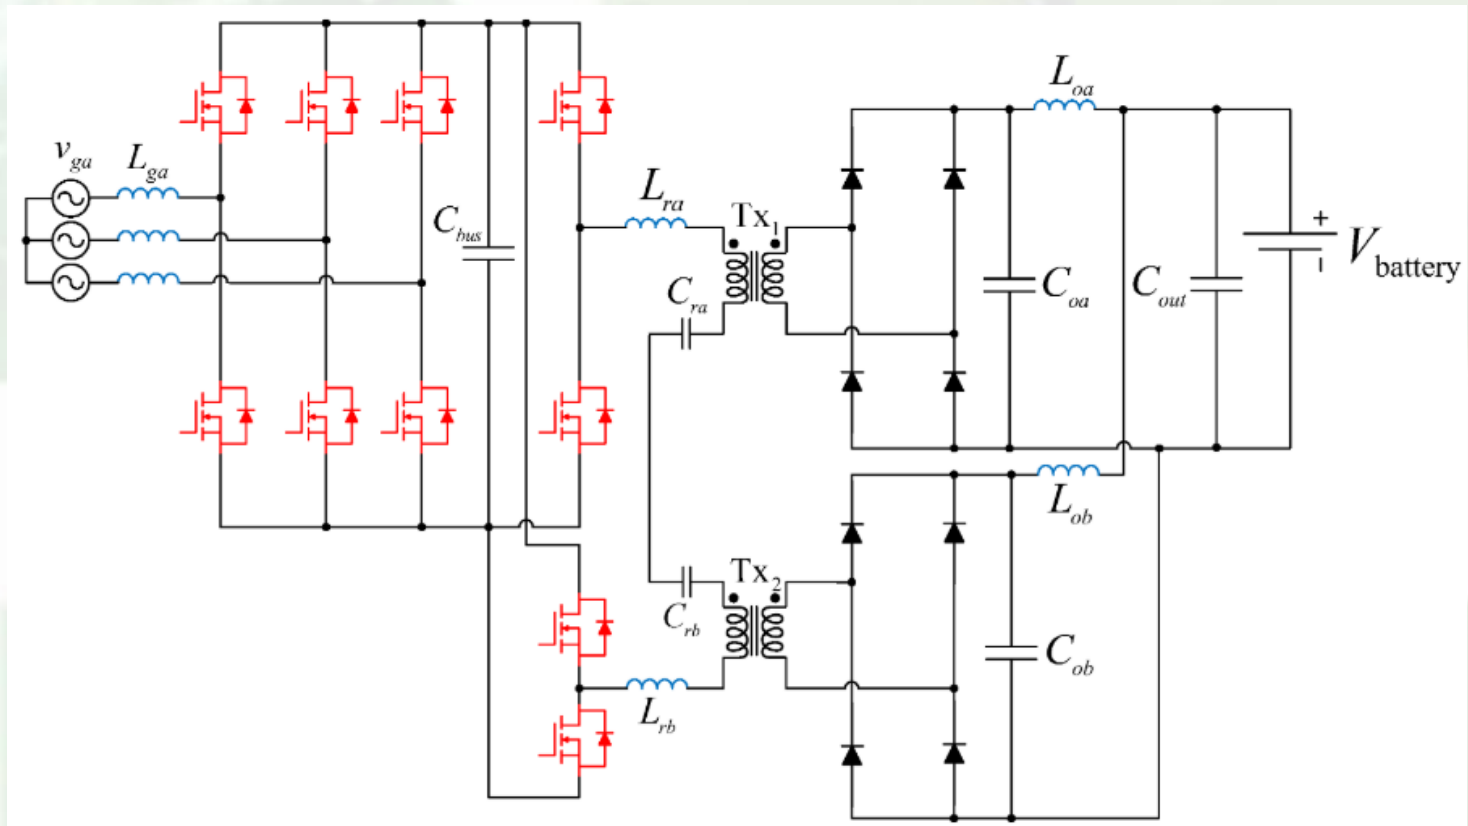 v_ga
L_ga
C_bus
L_ra
Tx_1
C_ra
C_rb
Tx_2
L_rb
L_oa
C_oa
C_out
+
V_battery
L_ob
C_ob